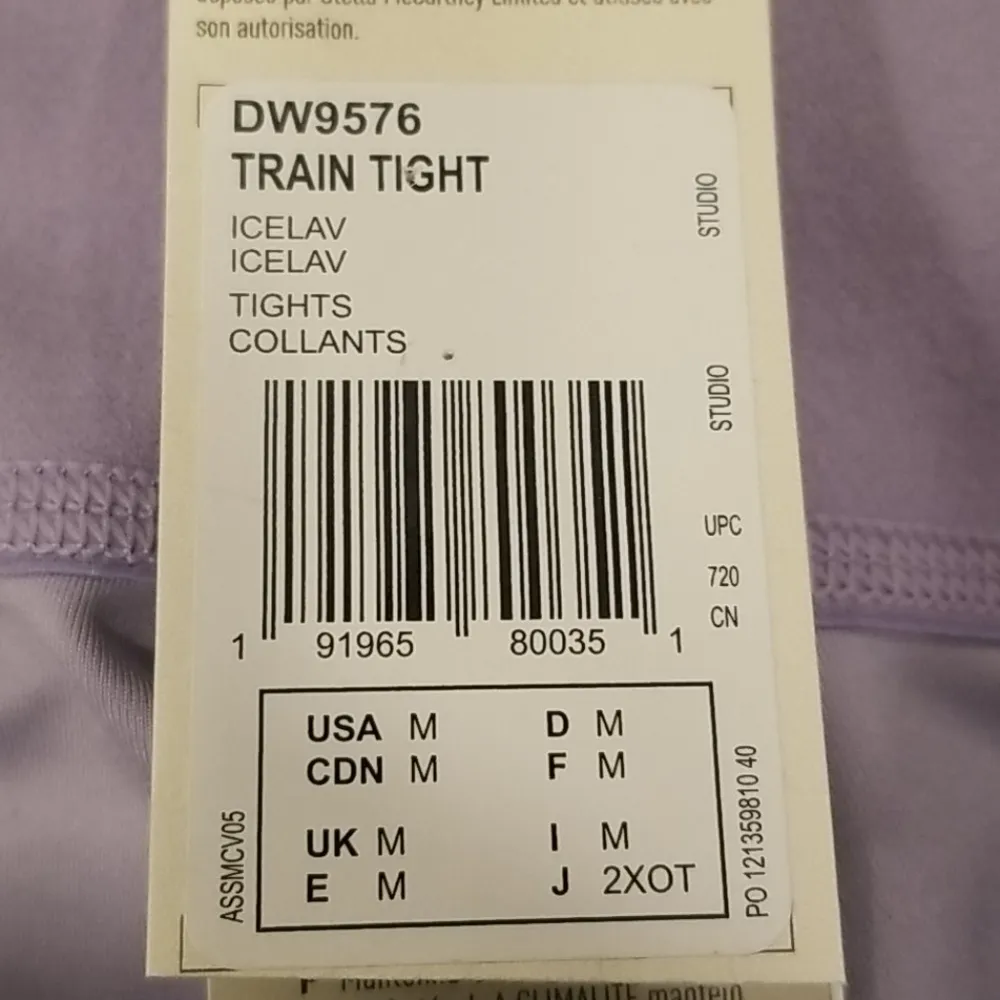 son autorisation.
DW9576
TRAIN TIGHT
ICELAV
ICELAV
TIGHTS
COLLANTS
STUDIO
STUDIO
UPC
720
CN
1 91965 80035 1
USA M D M
CDN M F M
UK M I M
E M J 2XOT
ASSMCV05
PO 121359810 40
CLIMALITE